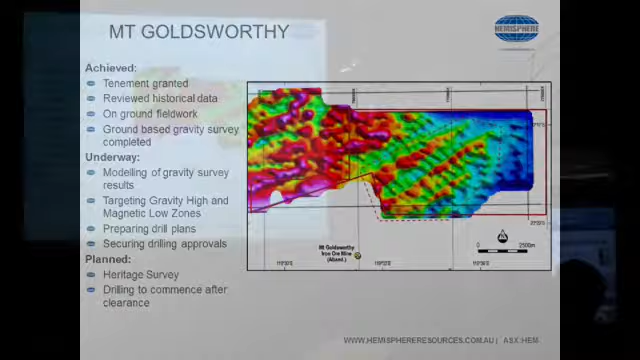 MT GOLDSWORTHY
HEMISPHERE
Achieved:
Tenement granted
Reviewed historical data
On ground fieldwork
Ground based gravity survey
completed
Underway:
Modelling of gravity survey
results
Targeting Gravity High and
Magnetic Low Zones
Preparing drill plans
Securing drilling approvals
Planned:
Heritage Survey
Drilling to commence after
clearance
Mt Goldsworthy
Iron Ore Mine
(Aband.)
0 2500m
WWW.HEMISPHERERESOURCES.COM.AU | ASX:HEM